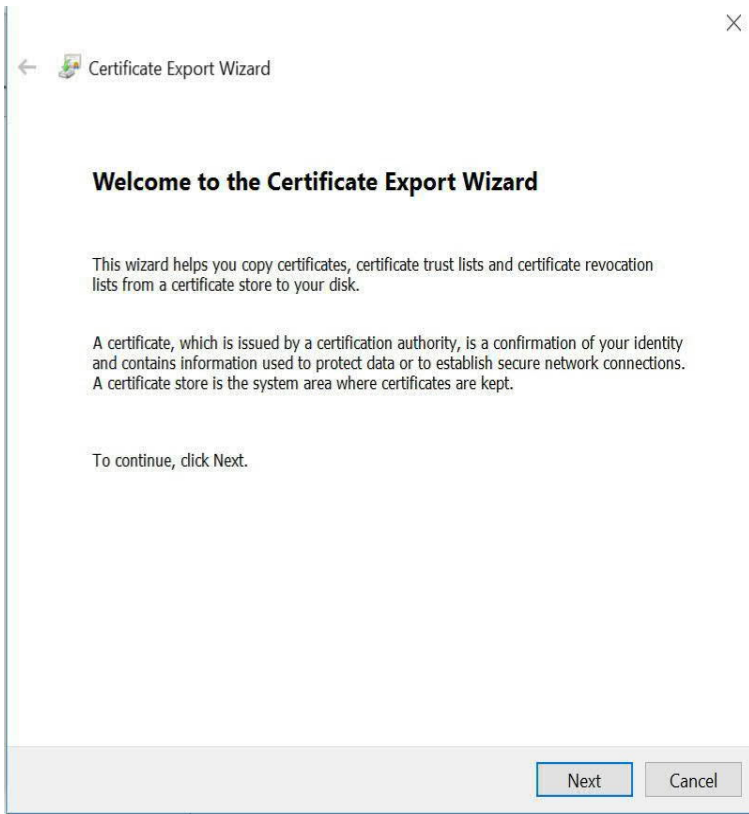 Certificate Export Wizard
Welcome to the Certificate Export Wizard
This wizard helps you copy certificates, certificate trust lists and certificate revocation
lists from a certificate store to your disk.
A certificate, which is issued by a certification authority, is a confirmation of your identity
and contains information used to protect data or to establish secure network connections.
A certificate store is the system area where certificates are kept.
To continue, click Next.
Next
Cancel